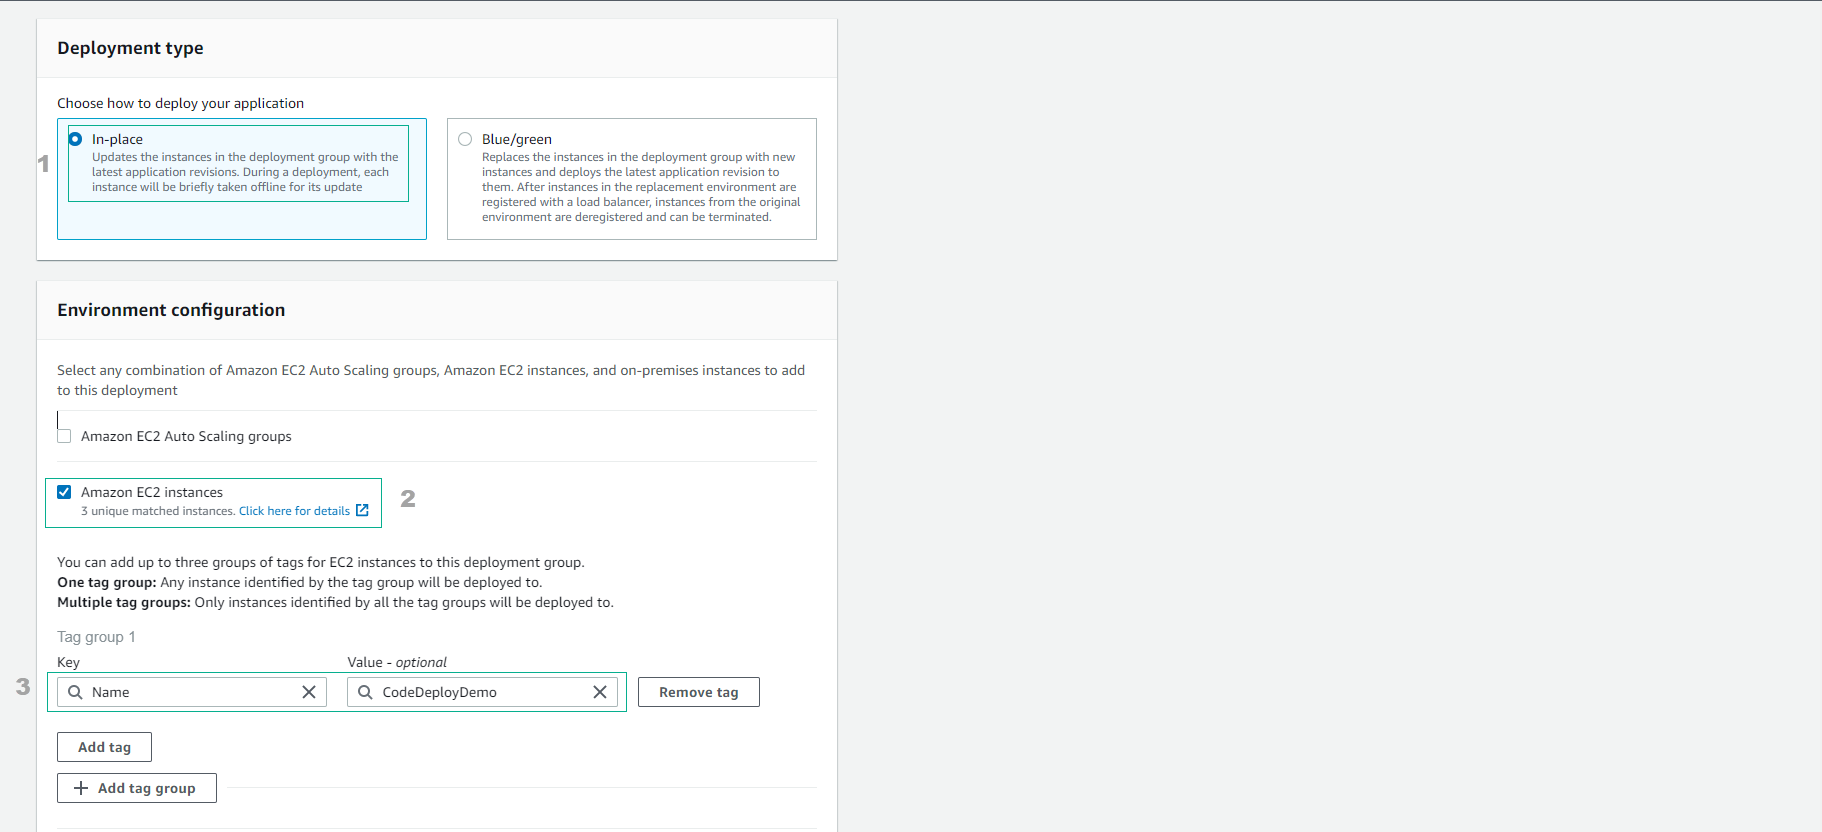 Deployment type
Choose how to deploy your application
1
In-place
Updates the instances in the deployment group with the
latest application revisions. During a deployment, each
instance will be briefly taken offline for its update
Blue/green
Replaces the instances in the deployment group with new
instances and deploys the latest application revision to
them. After instances in the replacement environment are
registered with a load balancer, instances from the original
environment are deregistered and can be terminated.
Environment configuration
Select any combination of Amazon EC2 Auto Scaling groups, Amazon EC2 instances, and on-premises instances to add
to this deployment
Amazon EC2 Auto Scaling groups
Amazon EC2 instances
3 unique matched instances. Click here for details
2
You can add up to three groups of tags for EC2 instances to this deployment group.
One tag group: Any instance identified by the tag group will be deployed to.
Multiple tag groups: Only instances identified by all the tag groups will be deployed to.
Tag group 1
Key Value - optional
3 Name CodeDeployDemo Remove tag
Add tag
Add tag group